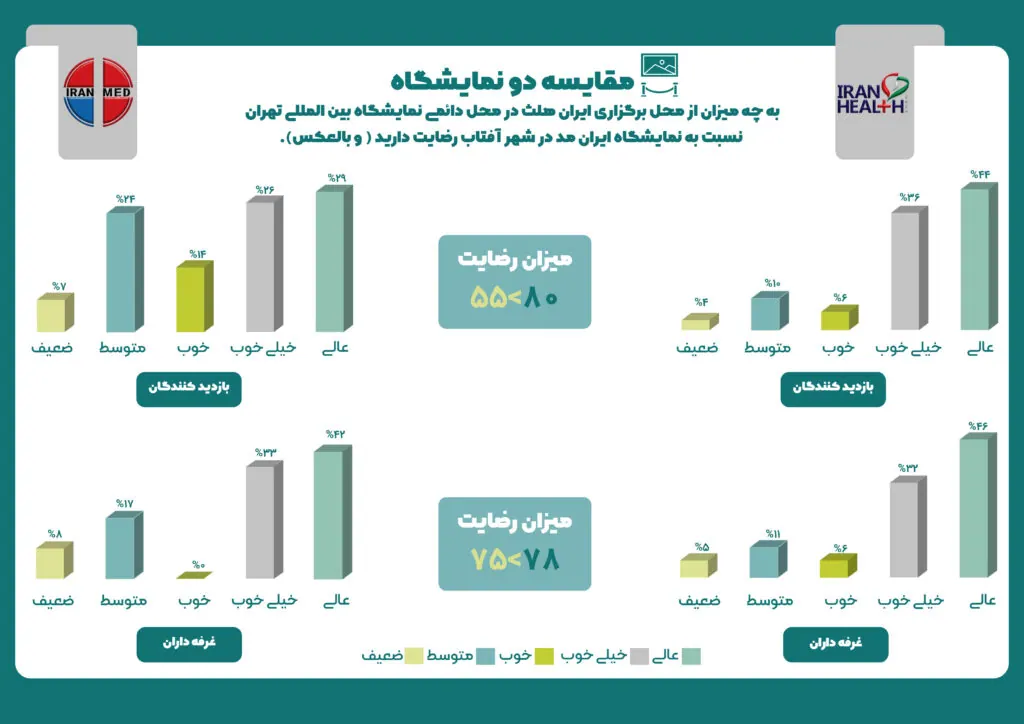 IRAN HEALTH
IRAN MED
مقایسه دو نمایشگاه
به چه میزان از محل برگزاری ایران هلث در محل دائمی نمایشگاه بین المللی تهران
نسبت به نمایشگاه ایران مد در شهر آفتاب رضایت دارید ( و بالعکس).
%۴۴
%۳۶
%۶
%۱۰
%۴
عالی
خیلی خوب
خوب
متوسط
ضعیف
بازدید کنندگان
میزان رضایت
۸۰>۵۵
%۲۹
%۲۶
%۱۴
%۲۴
%۷
عالی
خیلی خوب
خوب
متوسط
ضعیف
بازدید کنندگان
%۴۶
%۳۲
%۶
%۱۱
%۵
عالی
خیلی خوب
خوب
متوسط
ضعیف
غرفه داران
میزان رضایت
۷۸>۷۵
%۴۲
%۳۳
%۰
%۱۷
%۸
عالی
خیلی خوب
خوب
متوسط
ضعیف
غرفه داران
عالی خیلی خوب خوب متوسط ضعیف